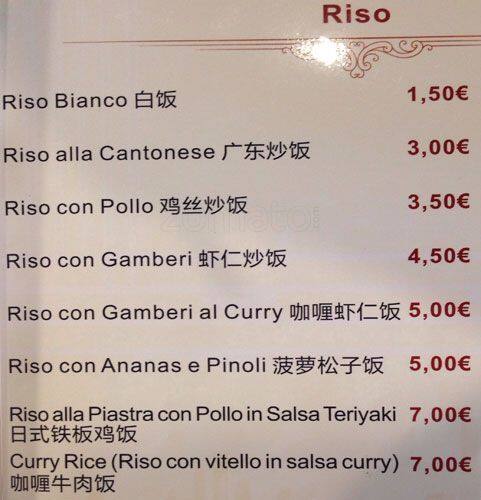 Riso
Riso Bianco 白饭 1,50€
Riso alla Cantonese 广东炒饭 3,00€
Riso con Pollo 鸡丝炒饭 3,50€
zomato
Riso con Gamberi 虾仁炒饭 4,50€
Riso con Gamberi al Curry 咖喱虾仁饭 5,00€
Riso con Ananas e Pinoli 菠萝松子饭 5,00€
Riso alla Piastra con Pollo in Salsa Teriyaki 7,00€
日式铁板鸡饭
Curry Rice (Riso con vitello in salsa curry) 7,00€
咖喱牛肉饭